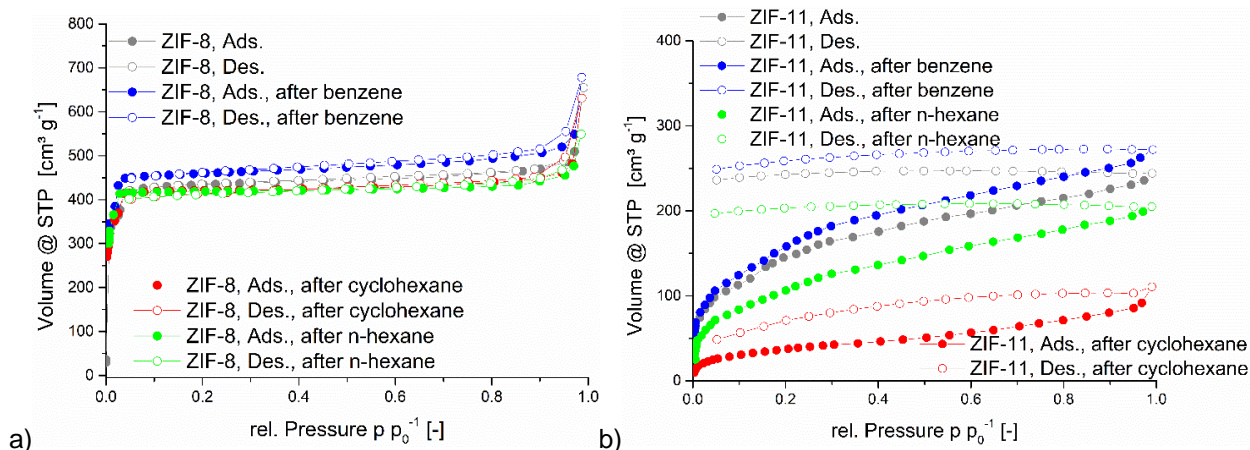 800
700
600
500
400
300
200
100
0
Volume @ STP [cm³ g⁻¹]
ZIF-8, Ads.
ZIF-8, Des.
ZIF-8, Ads., after benzene
ZIF-8, Des., after benzene
ZIF-8, Ads., after cyclohexane
ZIF-8, Des., after cyclohexane
ZIF-8, Ads., after n-hexane
ZIF-8, Des., after n-hexane
0.0 0.2 0.4 0.6 0.8 1.0
rel. Pressure p p₀⁻¹ [-]
a)
400
300
200
100
0
Volume @ STP [cm³ g⁻¹]
ZIF-11, Ads.
ZIF-11, Des.
ZIF-11, Ads., after benzene
ZIF-11, Des., after benzene
ZIF-11, Ads., after n-hexane
ZIF-11, Des., after n-hexane
ZIF-11, Ads., after cyclohexane
ZIF-11, Des., after cyclohexane
0.0 0.2 0.4 0.6 0.8 1.0
rel. Pressure p p₀⁻¹ [-]
b)